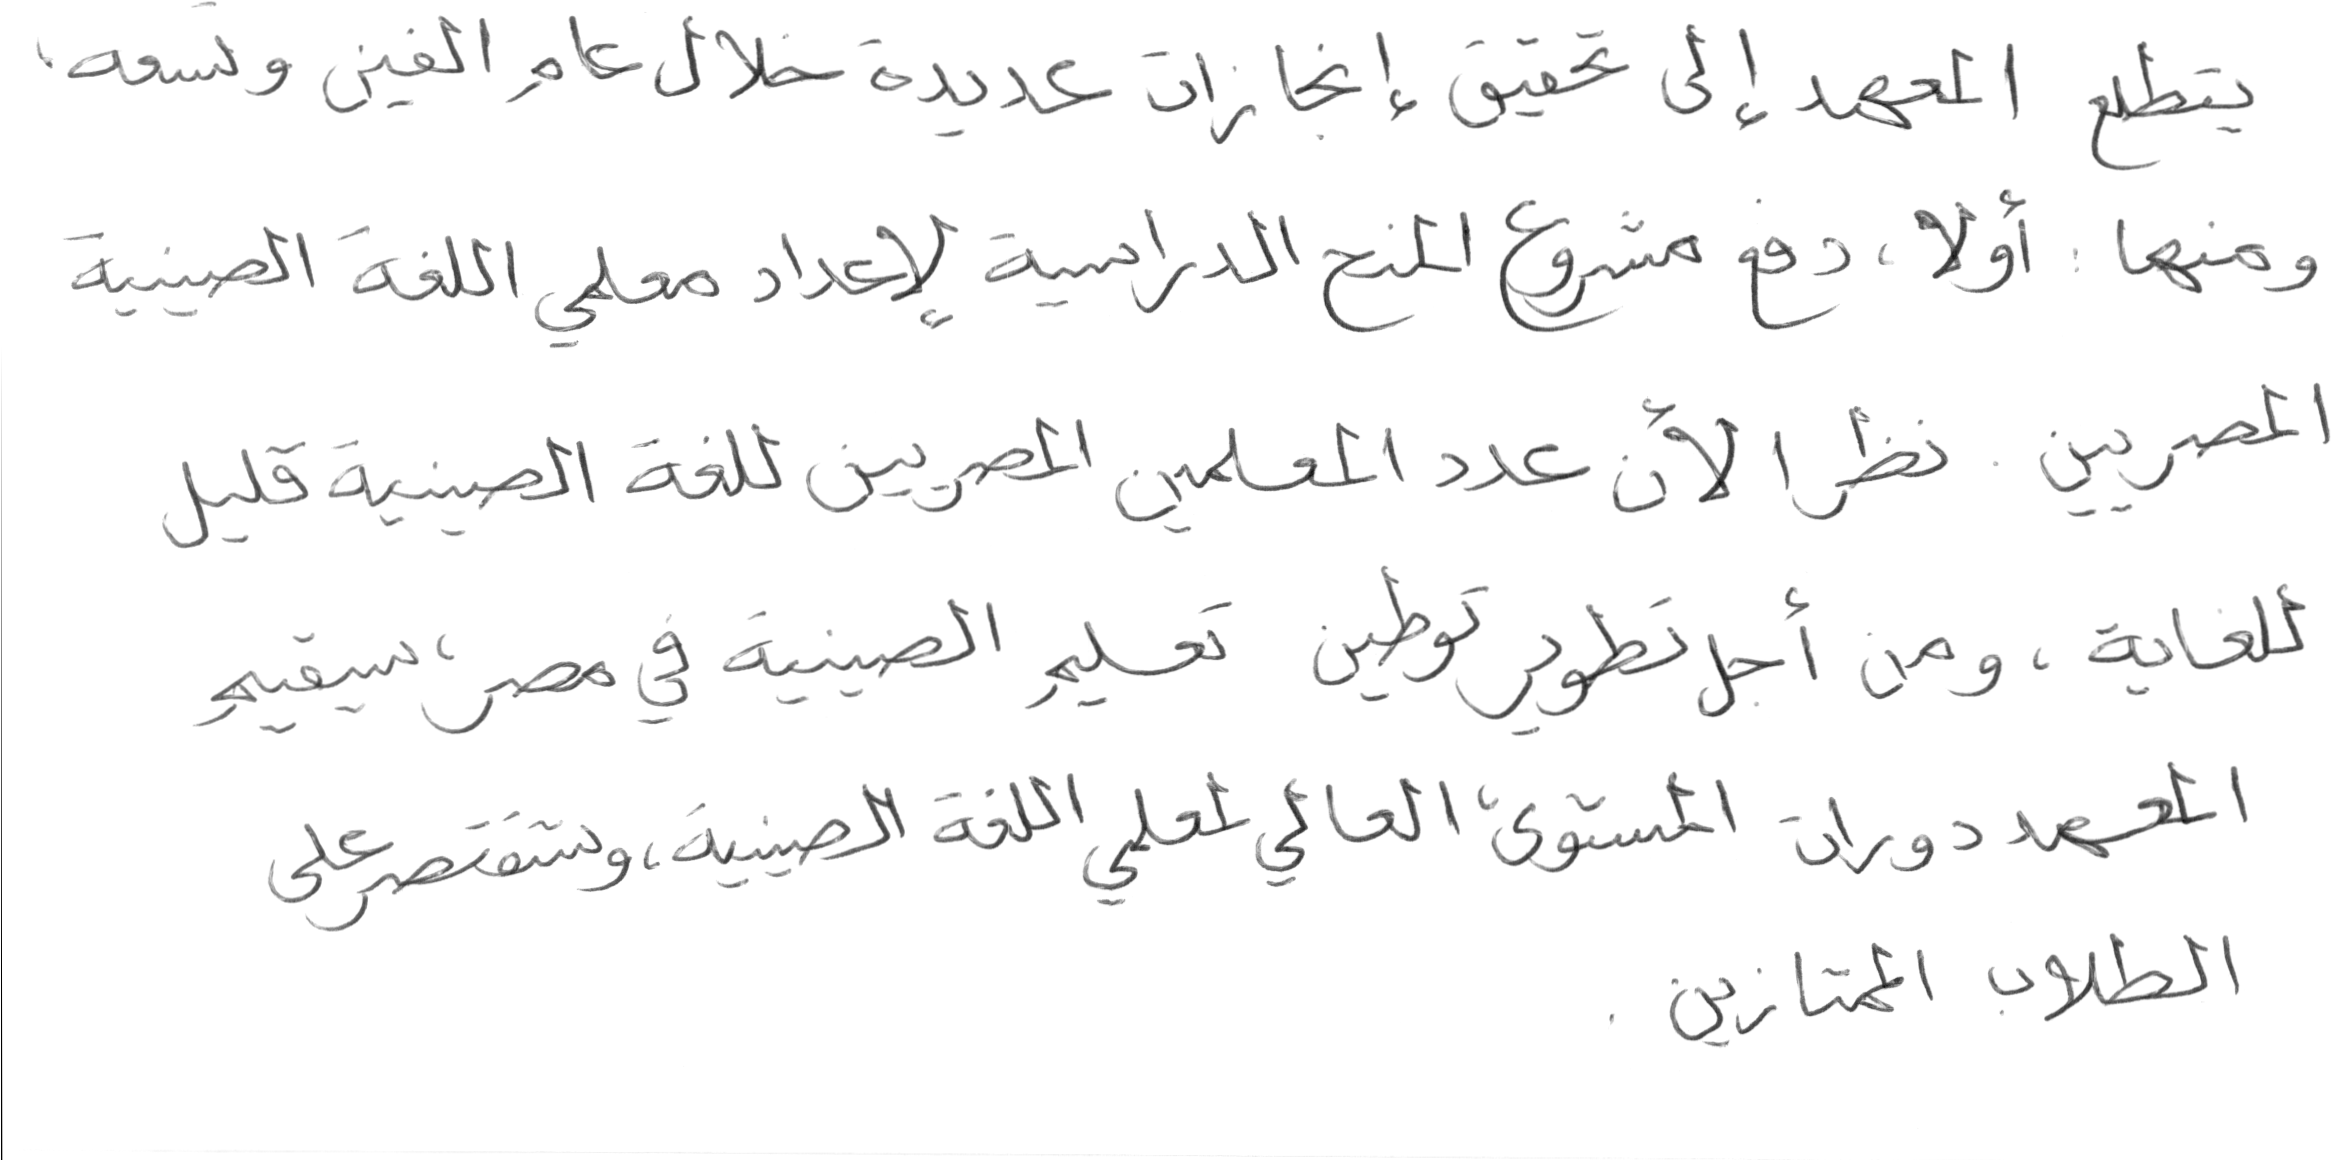 يتطلع المعهد إلى تحقيق إنجازات عديدة خلال عام الفين وتسعه،
ومنها: أولا، دفع مشروع المنح الدراسية لإعداد معلمي اللغة الصينية
المصريين. نظرا لأن عدد المعلمين المصريين للغة الصينية قليل
للغاية، ومن أجل تطوير توطين تعليم الصينية في مصر، سيقيم
المعهد دورات المستوى العالي لمعلمي اللغة الصينية، وستقتصر على
الطلاب الممتازين.